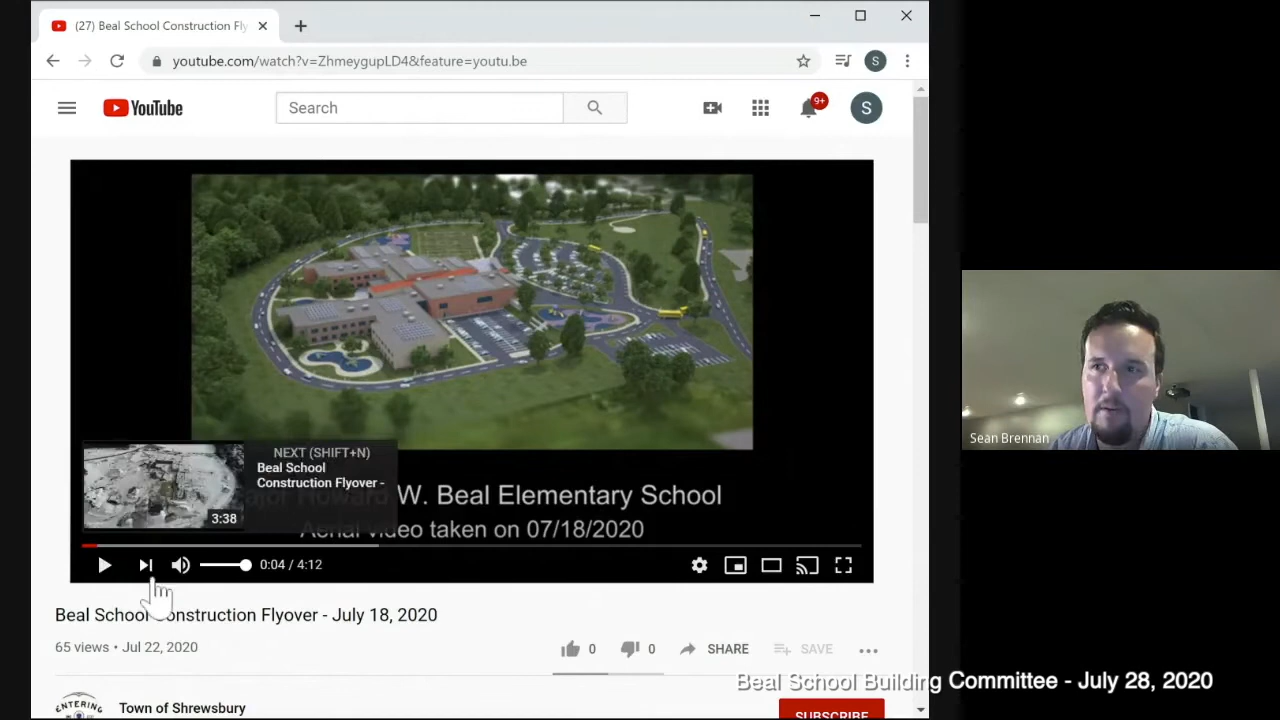 (27) Beal School Construction Fly
youtube.com/watch?v=ZhmeygupLD4&feature=youtu.be
S
YouTube
Search
9+
S
NEXT (SHIFT+N)
Beal School
Construction Flyover -
3:38
Howard W. Beal Elementary School
Aerial video taken on 07/18/2020
0:04 / 4:12
Sean Brennan
Beal School Construction Flyover - July 18, 2020
65 views • Jul 22, 2020
0
0
SHARE
SAVE
Beal School Building Committee - July 28, 2020
ENTERING
Town of Shrewsbury
SUBSCRIBE